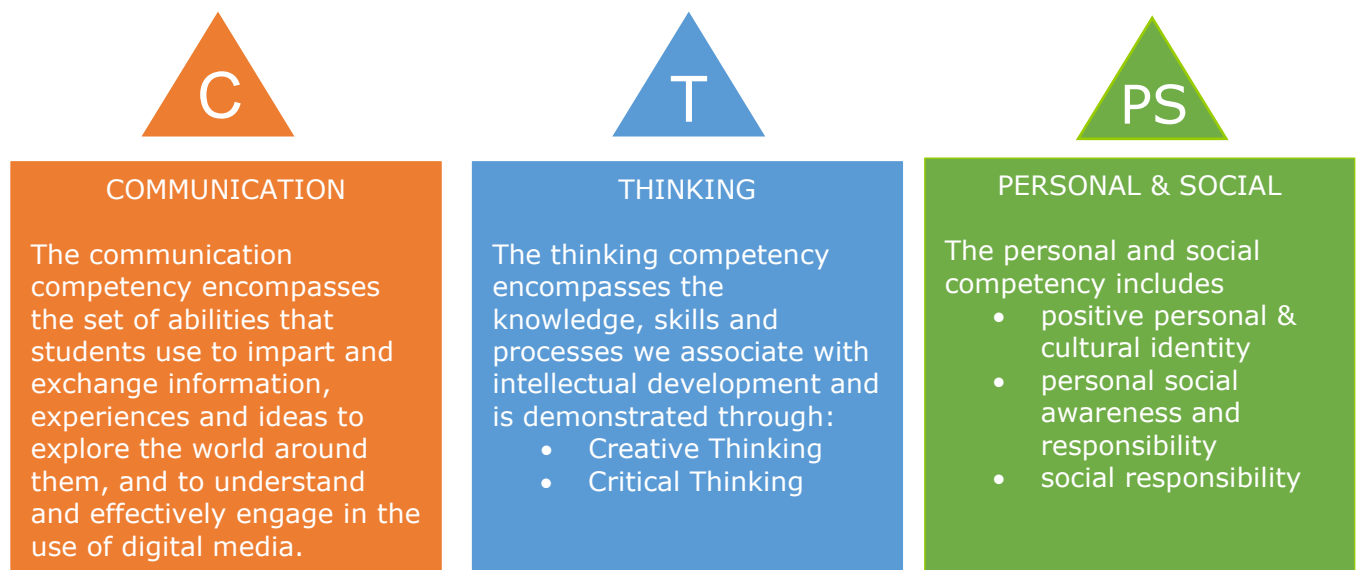 C
COMMUNICATION
The communication
competency encompasses
the set of abilities that
students use to impart and
exchange information,
experiences and ideas to
explore the world around
them, and to understand
and effectively engage in the
use of digital media.
T
THINKING
The thinking competency
encompasses the
knowledge, skills and
processes we associate with
intellectual development and
is demonstrated through:
• Creative Thinking
• Critical Thinking
PS
PERSONAL & SOCIAL
The personal and social
competency includes
• positive personal &
cultural identity
• personal social
awareness and
responsibility
• social responsibility